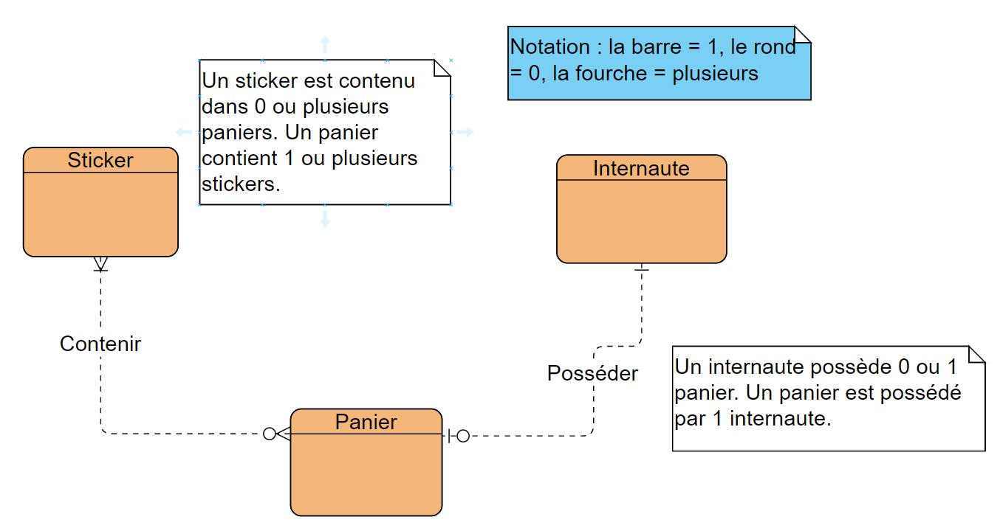 Notation : la barre = 1, le rond
= 0, la fourche = plusieurs
Un sticker est contenu
dans 0 ou plusieurs
paniers. Un panier
contient 1 ou plusieurs
stickers.
Sticker
Internaute
Contenir
Posséder
Un internaute possède 0 ou 1
panier. Un panier est possédé
par 1 internaute.
Panier